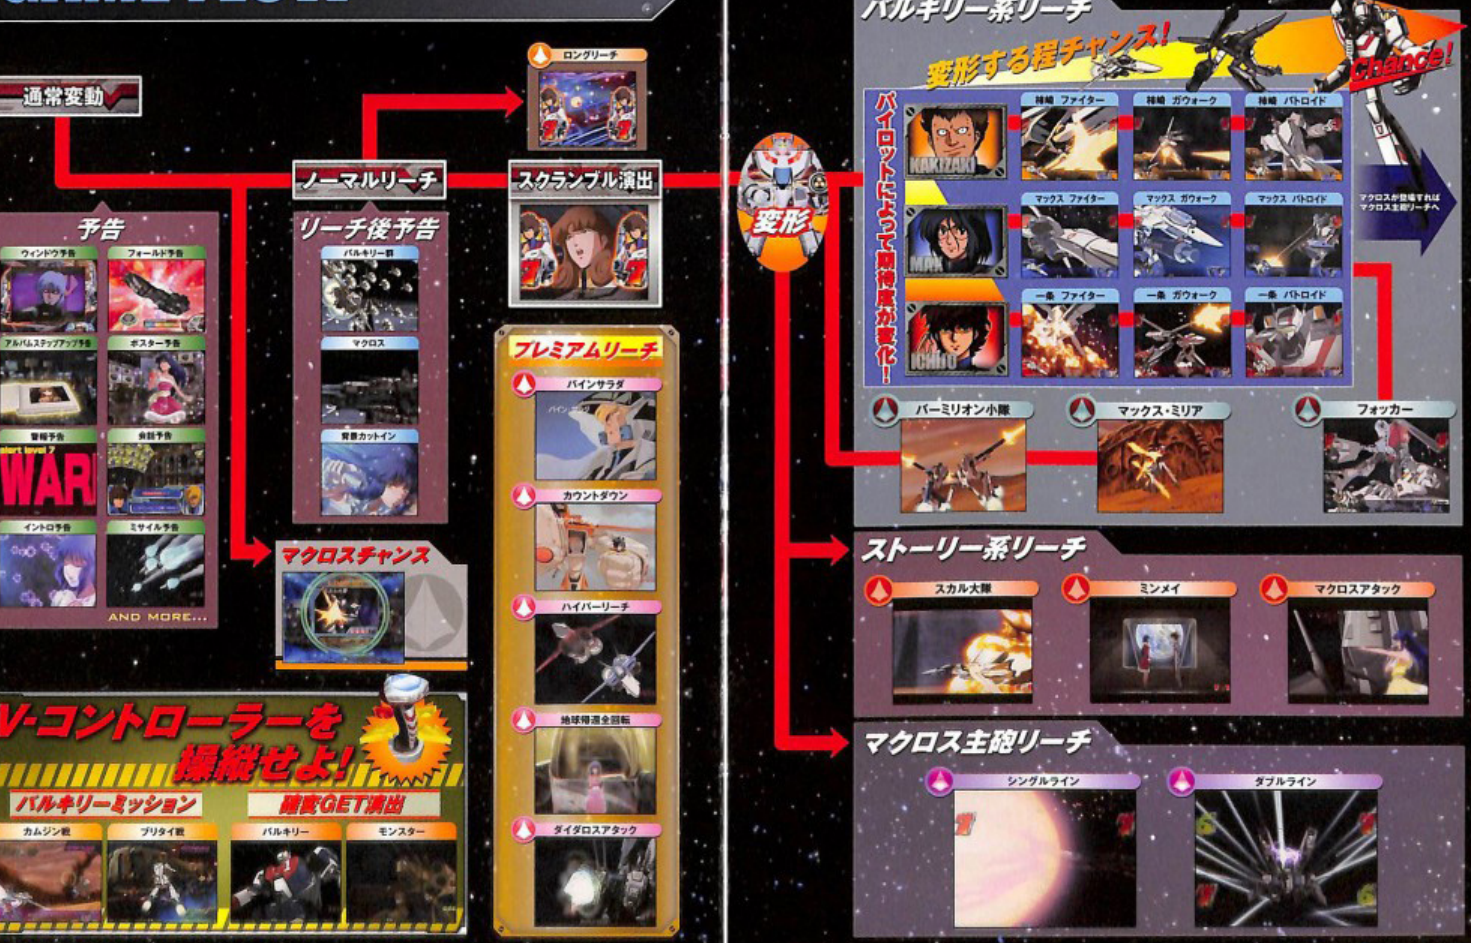 通常変動
予告
ウィンドウ予告
フォールド予告
アルバムステップアップ予告
ポスター予告
警報予告
会話予告
alert level 7
WAR
イントロ予告
ミサイル予告
AND MORE...
ノーマルリーチ
リーチ後予告
バルキリー群
マクロス
背景カットイン
マクロスチャンス
ロングリーチ
スクランブル演出
プレミアムリーチ
パインサラダ
カウントダウン
ハイパーリーチ
地球帰還全回転
ダイダロスアタック
V-コントローラーを
操縦せよ!
バルキリーミッション
カムジン戦
ブリタイ戦
バルキリー
モンスター
変形
バルキリー系リーチ
変形する程チャンス!
Chance!
パイロットによって期待度が変化!
KAKIZAKI
柿崎 ファイター
柿崎 ガウォーク
柿崎 バトロイド
MAX
マックス ファイター
マックス ガウォーク
マックス バトロイド
ICHIJO
一条 ファイター
一条 ガウォーク
一条 バトロイド
マクロスが登場すれば
マクロス主砲リーチへ
バーミリオン小隊
マックス・ミリア
フォッカー
ストーリー系リーチ
スカル大隊
ミンメイ
マクロスアタック
マクロス主砲リーチ
シングルライン
ダブルライン